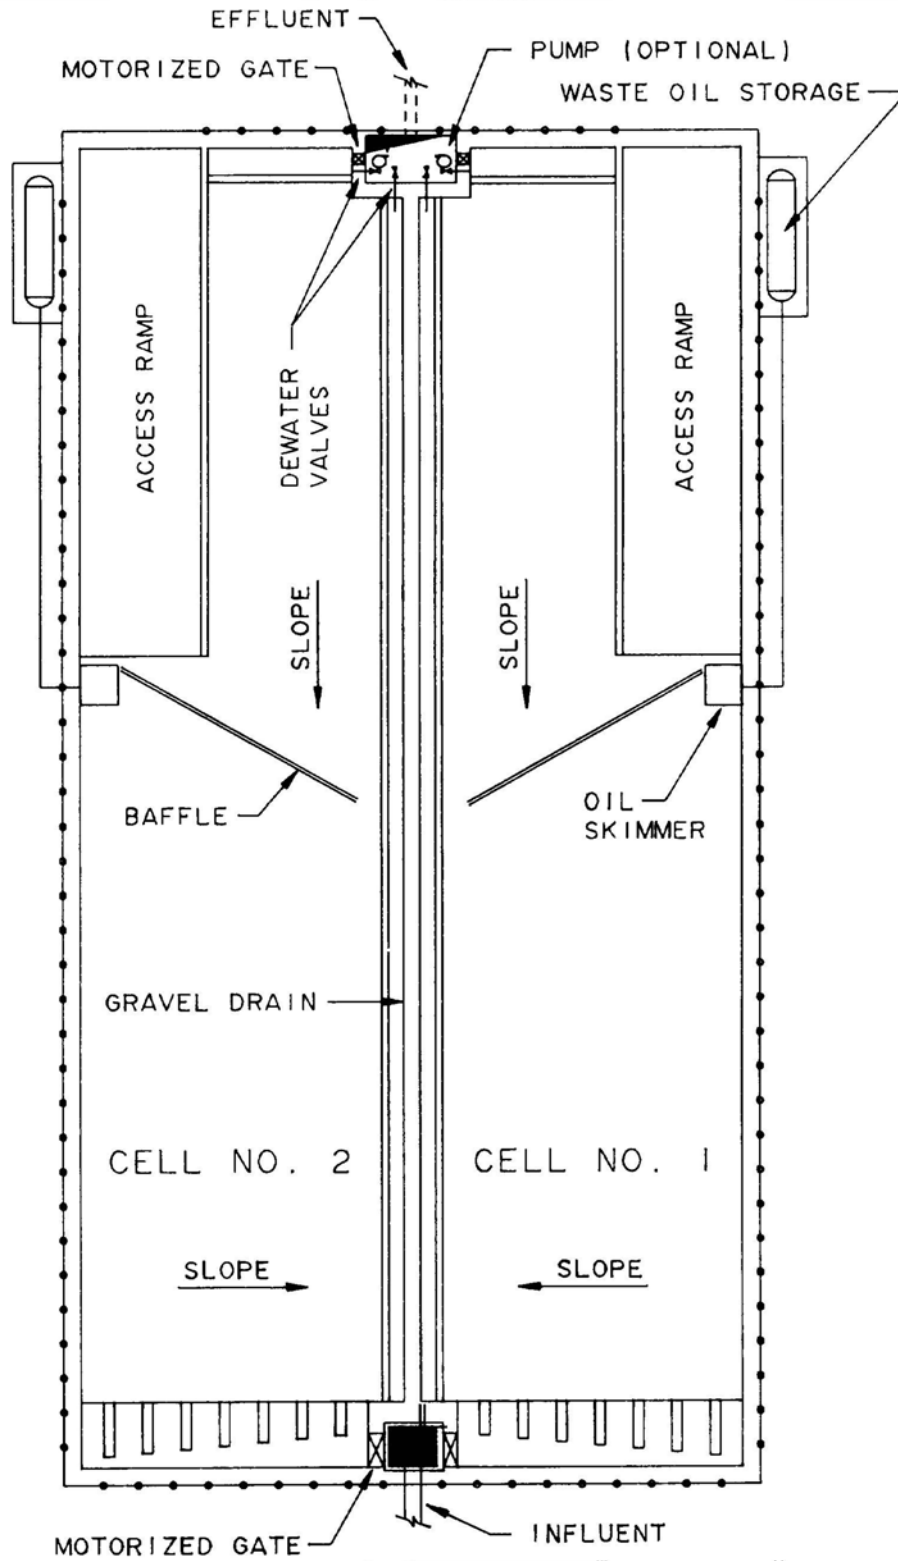 EFFLUENT
PUMP (OPTIONAL)
MOTORIZED GATE
WASTE OIL STORAGE
ACCESS RAMP
ACCESS RAMP
DEWATER
VALVES
SLOPE
SLOPE
BAFFLE
OIL
SKIMMER
GRAVEL DRAIN
CELL NO. 2
CELL NO. 1
SLOPE
SLOPE
MOTORIZED GATE
INFLUENT